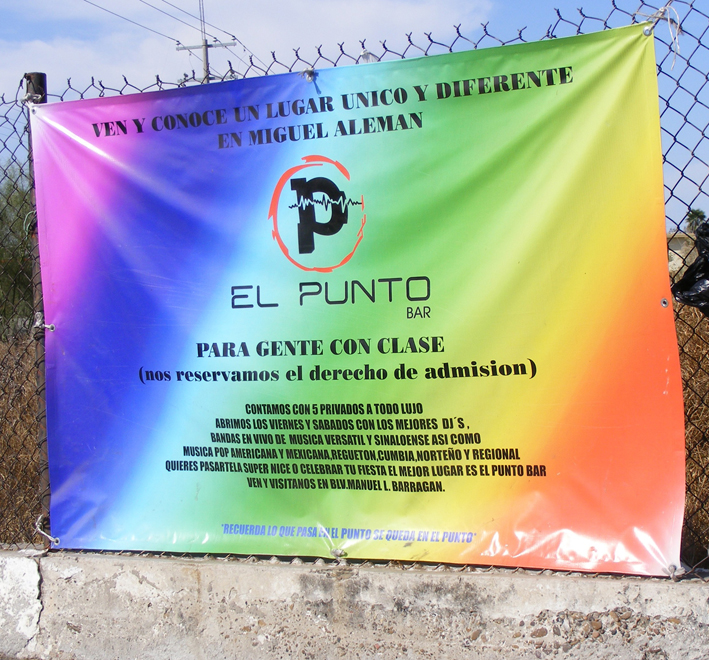 VEN Y CONOCE UN LUGAR UNICO Y DIFERENTE
EN MIGUEL ALEMAN
P
EL PUNTO
BAR
PARA GENTE CON CLASE
(nos reservamos el derecho de admision)
CONTAMOS CON 5 PRIVADOS A TODO LUJO
ABRIMOS LOS VIERNES Y SABADOS CON LOS MEJORES DJ´S ,
BANDAS EN VIVO DE MUSICA VERSATIL Y SINALOENSE ASI COMO
MUSICA POP AMERICANA Y MEXICANA,REGUETON,CUMBIA,NORTEÑO Y REGIONAL
QUIERES PASARTELA SUPER NICE O CELEBRAR TU FIESTA EL MEJOR LUGAR ES EL PUNTO BAR
VEN Y VISITANOS EN BLV.MANUEL L. BARRAGAN.
"RECUERDA LO QUE PASA EN EL PUNTO SE QUEDA EN EL PUNTO"